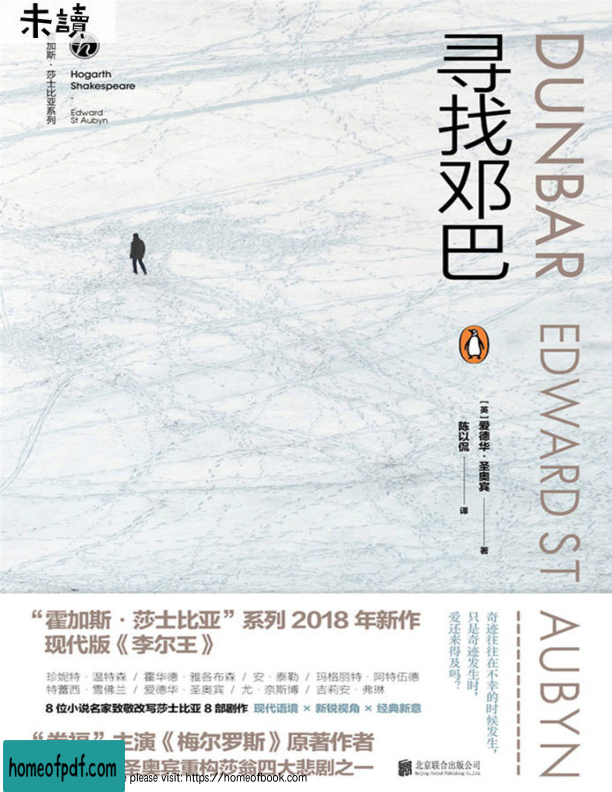 未讀
加斯·莎士比亚系列
Hogarth
Shakespeare.
Edward
St Aubyn
寻找邓巴
DUNBAR EDWARD ST AUBYN
[英]爱德华·圣奥宾 著
陈以侃 译
“霍加斯·莎士比亚”系列 2018 年新作
现代版《李尔王》
珍妮特·温特森 / 霍华德·雅各布森 / 安·泰勒 / 玛格丽特·阿特伍德
特蕾西·雪佛兰 / 爱德华·圣奥宾 / 尤·奈斯博 / 吉莉安·弗琳
8 位小说名家致敬改写莎士比亚 8 部剧作 现代语境 × 新锐视角 × 经典新意
“卷福”主演《梅尔罗斯》原著作者
圣奥宾重构莎翁四大悲剧之一
奇迹往往在不幸的时候发生,
只是奇迹发生时,
爱还来得及吗?
北京联合出版公司
Beijing United Publishing Co.,Ltd.
homeofpdf.com
please visit: https://homeofbook.com